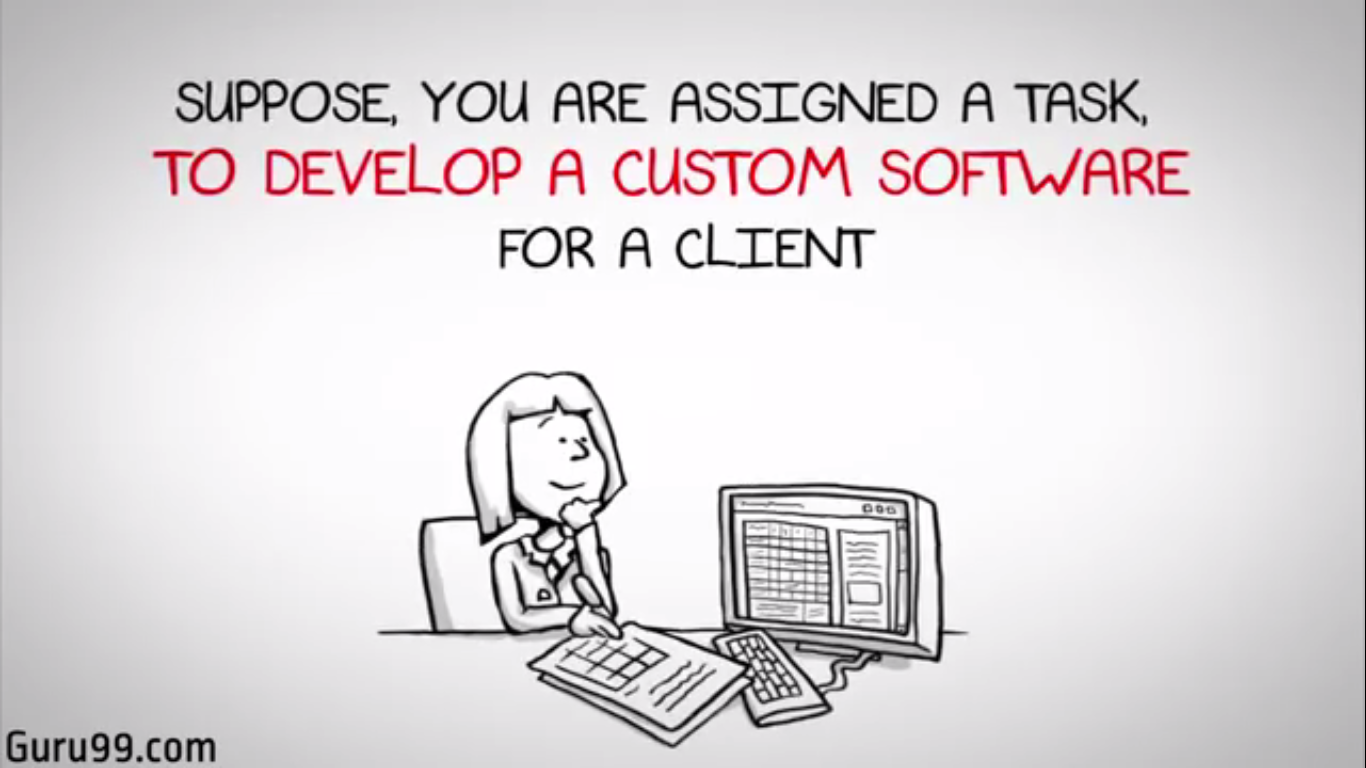 SUPPOSE, YOU ARE ASSIGNED A TASK,
TO DEVELOP A CUSTOM SOFTWARE
FOR A CLIENT
Guru99.com